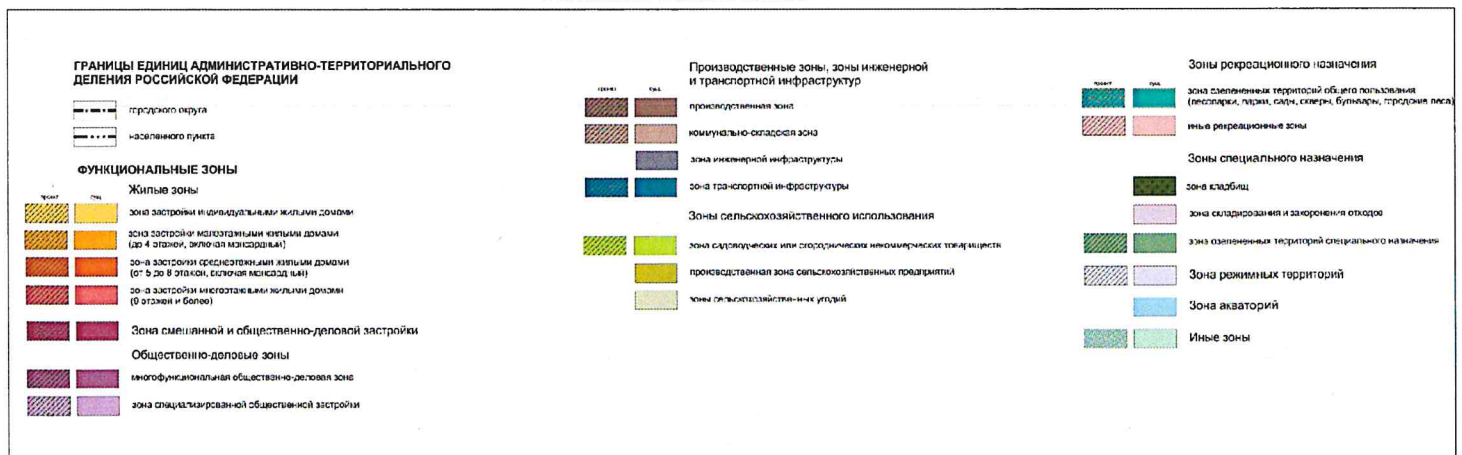 ГРАНИЦЫ ЕДИНИЦ АДМИНИСТРАТИВНО-ТЕРРИТОРИАЛЬНОГО
ДЕЛЕНИЯ РОССИЙСКОЙ ФЕДЕРАЦИИ
городского округа
населенного пункта
ФУНКЦИОНАЛЬНЫЕ ЗОНЫ
Жилые зоны
проект сущ.
зона застройки индивидуальными жилыми домами
зона застройки малоэтажными жилыми домами
(до 4 этажей, включая мансардный)
зона застройки среднеэтажными жилыми домами
(от 5 до 8 этажей, включая мансардный)
зона застройки многоэтажными жилыми домами
(9 этажей и более)
Зона смешанной и общественно-деловой застройки
Общественно-деловые зоны
многофункциональная общественно-деловая зона
зона специализированной общественной застройки
Производственные зоны, зоны инженерной
и транспортной инфраструктур
проект сущ.
производственная зона
коммунально-складская зона
зона инженерной инфраструктуры
зона транспортной инфраструктуры
Зоны сельскохозяйственного использования
зона садоводческих или огороднических некоммерческих товариществ
производственная зона сельскохозяйственных предприятий
зоны сельскохозяйственных угодий
Зоны рекреационного назначения
проект сущ.
зона озелененных территорий общего пользования
(лесопарки, парки, сады, скверы, бульвары, городские леса)
иные рекреационные зоны
Зоны специального назначения
зона кладбищ
зона складирования и захоронения отходов
зона озелененных территорий специального назначения
Зона режимных территорий
Зона акваторий
Иные зоны